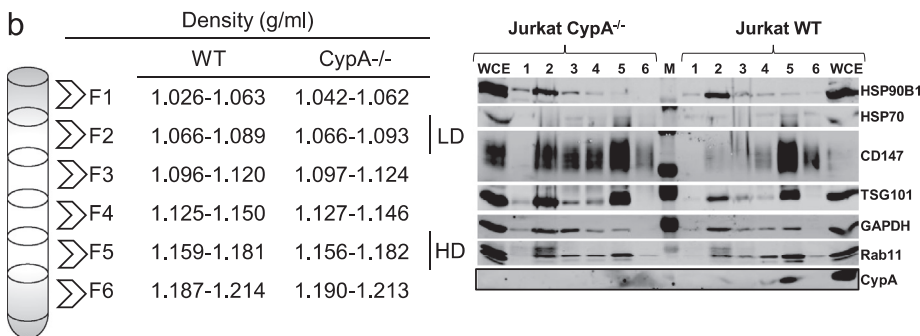 b
Density (g/ml)
WT CypA-/-
F1 1.026-1.063 1.042-1.062
F2 1.066-1.089 1.066-1.093 LD
F3 1.096-1.120 1.097-1.124
F4 1.125-1.150 1.127-1.146
F5 1.159-1.181 1.156-1.182 HD
F6 1.187-1.214 1.190-1.213
Jurkat CypA-/- Jurkat WT
WCE 1 2 3 4 5 6 M 1 2 3 4 5 6 WCE
HSP90B1
HSP70
CD147
TSG101
GAPDH
Rab11
CypA